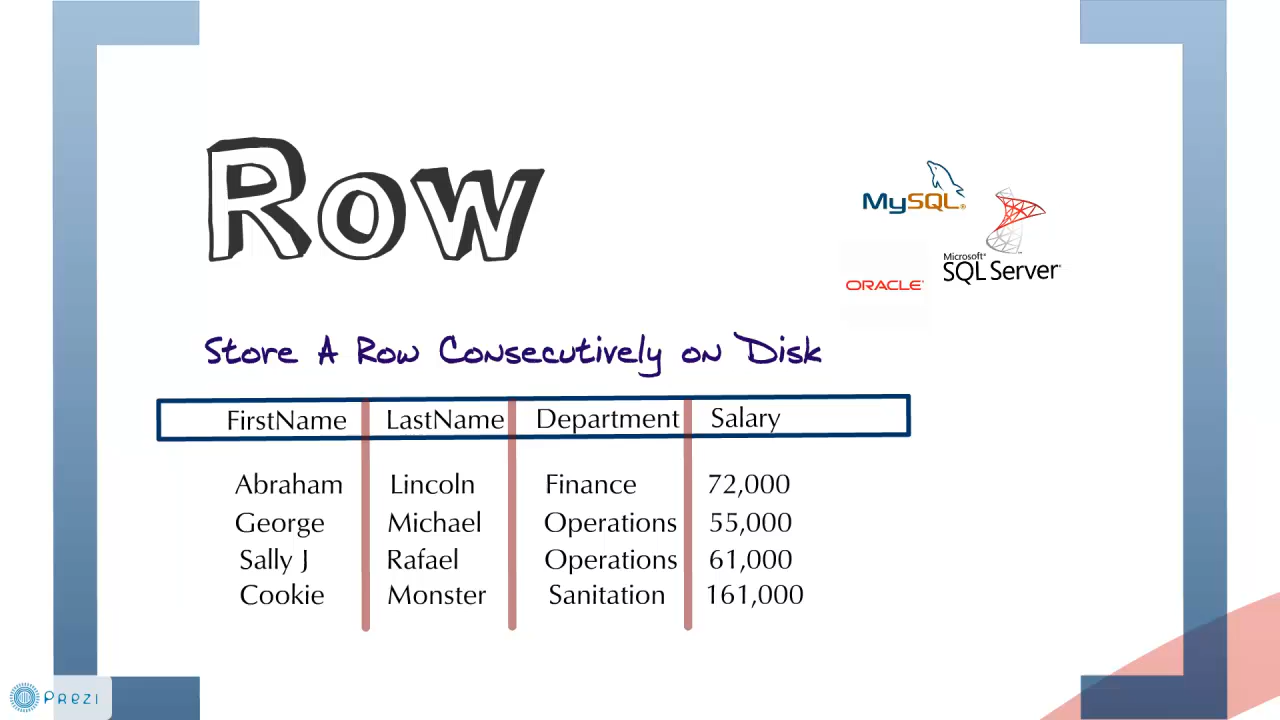 Row
MySQL®
Microsoft®
SQL Server®
ORACLE®
Store A Row Consecutively on Disk
FirstName LastName Department Salary
Abraham Lincoln Finance 72,000
George Michael Operations 55,000
Sally J Rafael Operations 61,000
Cookie Monster Sanitation 161,000
Prezi